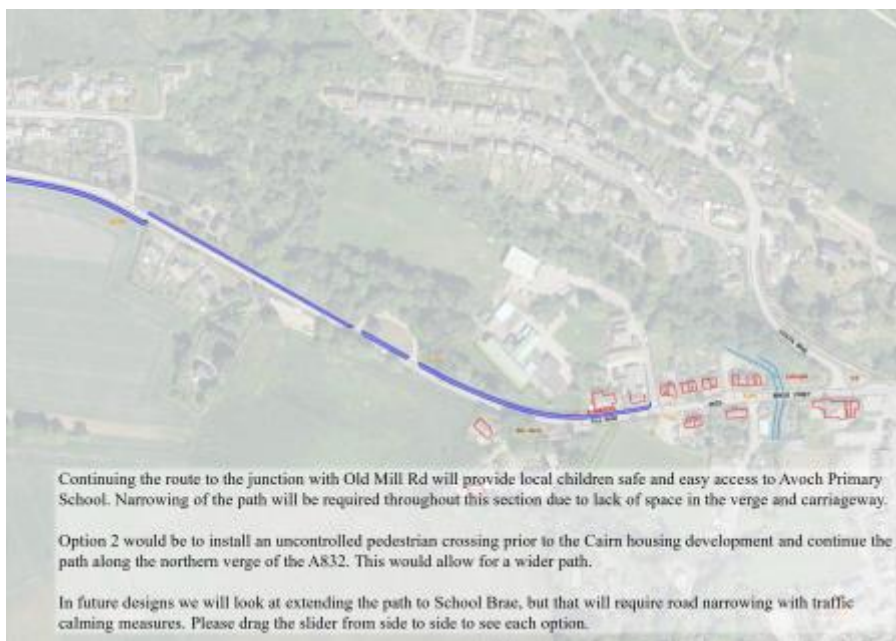 Continuing the route to the junction with Old Mill Rd will provide local children safe and easy access to Avoch Primary
School. Narrowing of the path will be required throughout this section due to lack of space in the verge and carriageway.
Option 2 would be to install an uncontrolled pedestrian crossing prior to the Cairn housing development and continue the
path along the northern verge of the A832. This would allow for a wider path.
In future designs we will look at extending the path to School Brae, but that will require road narrowing with traffic
calming measures. Please drag the slider from side to side to see each option.